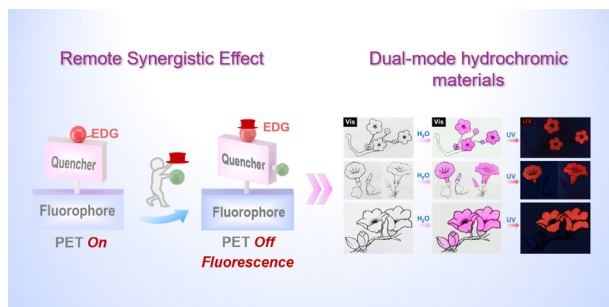 Remote Synergistic Effect
EDG
Quencher
Fluorophore
PET On
EDG
Quencher
Fluorophore
PET Off
Fluorescence
Dual-mode hydrochromic
materials
Vis
H₂O
Vis
UV
UV
H₂O
UV
H₂O
UV